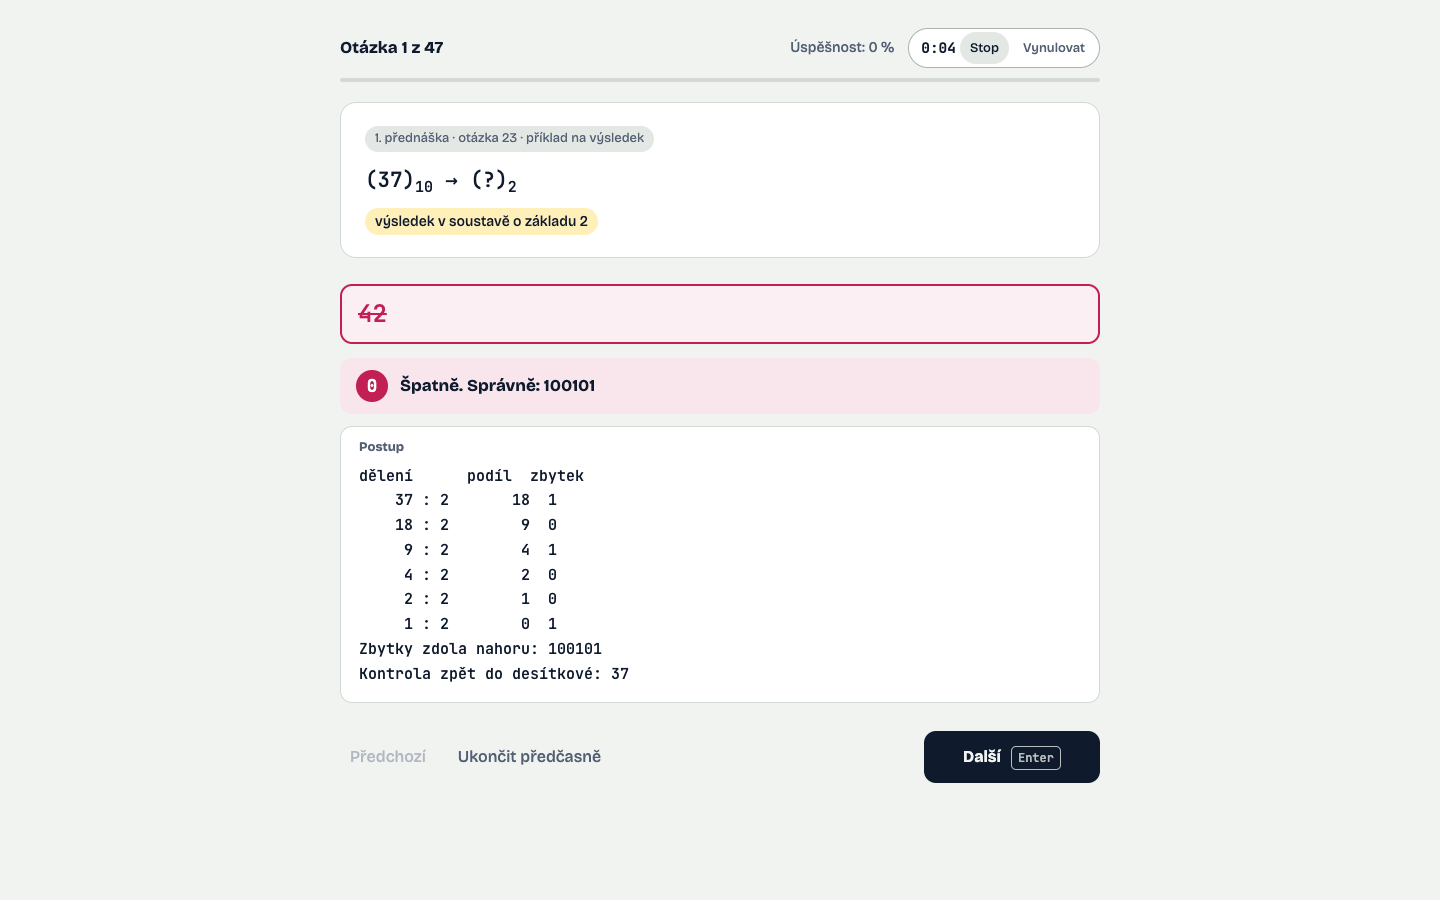 Otázka 1 z 47
Úspěšnost: 0 %
0:04 Stop Vynulovat
1. přednáška · otázka 23 · příklad na výsledek
(37)10 → (?)2
výsledek v soustavě o základu 2
42
0 Špatně. Správně: 100101
Postup
dělení podíl zbytek
37 : 2 18 1
18 : 2 9 0
9 : 2 4 1
4 : 2 2 0
2 : 2 1 0
1 : 2 0 1
Zbytky zdola nahoru: 100101
Kontrola zpět do desítkové: 37
Předchozí
Ukončit předčasně
Další Enter